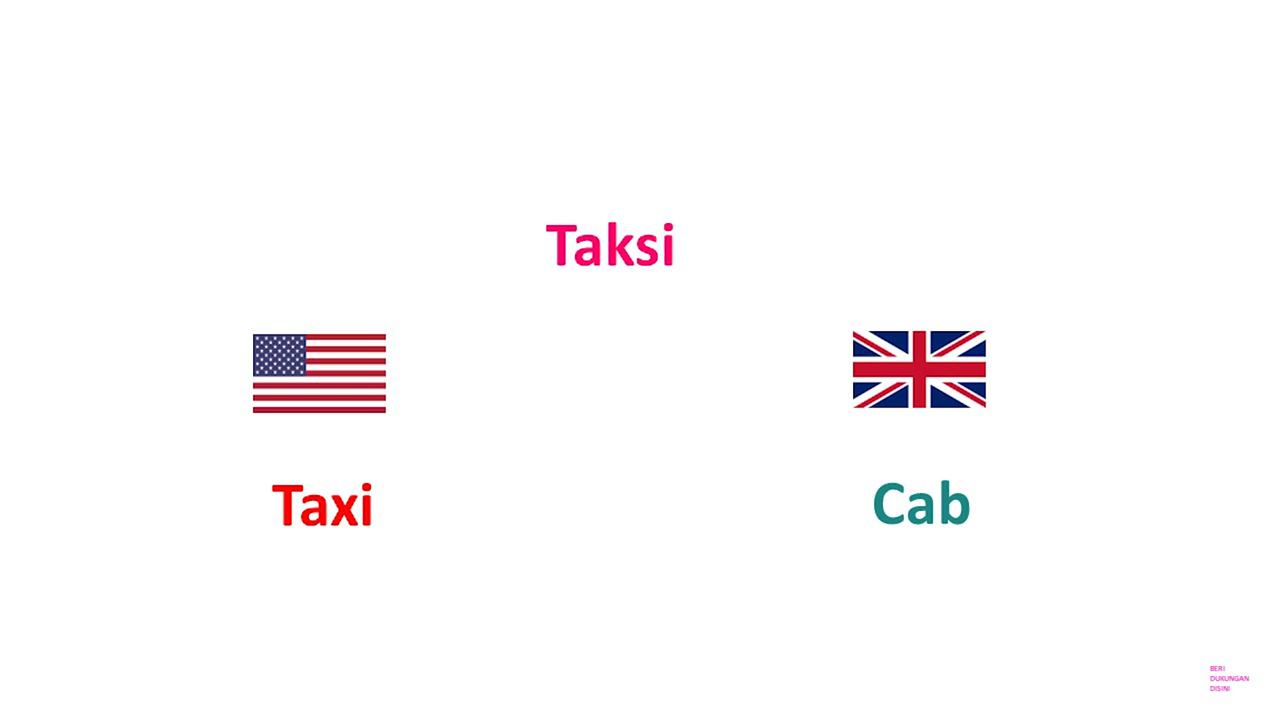 Taksi
Taxi
Cab
BERI
DUKUNGAN
DISINI